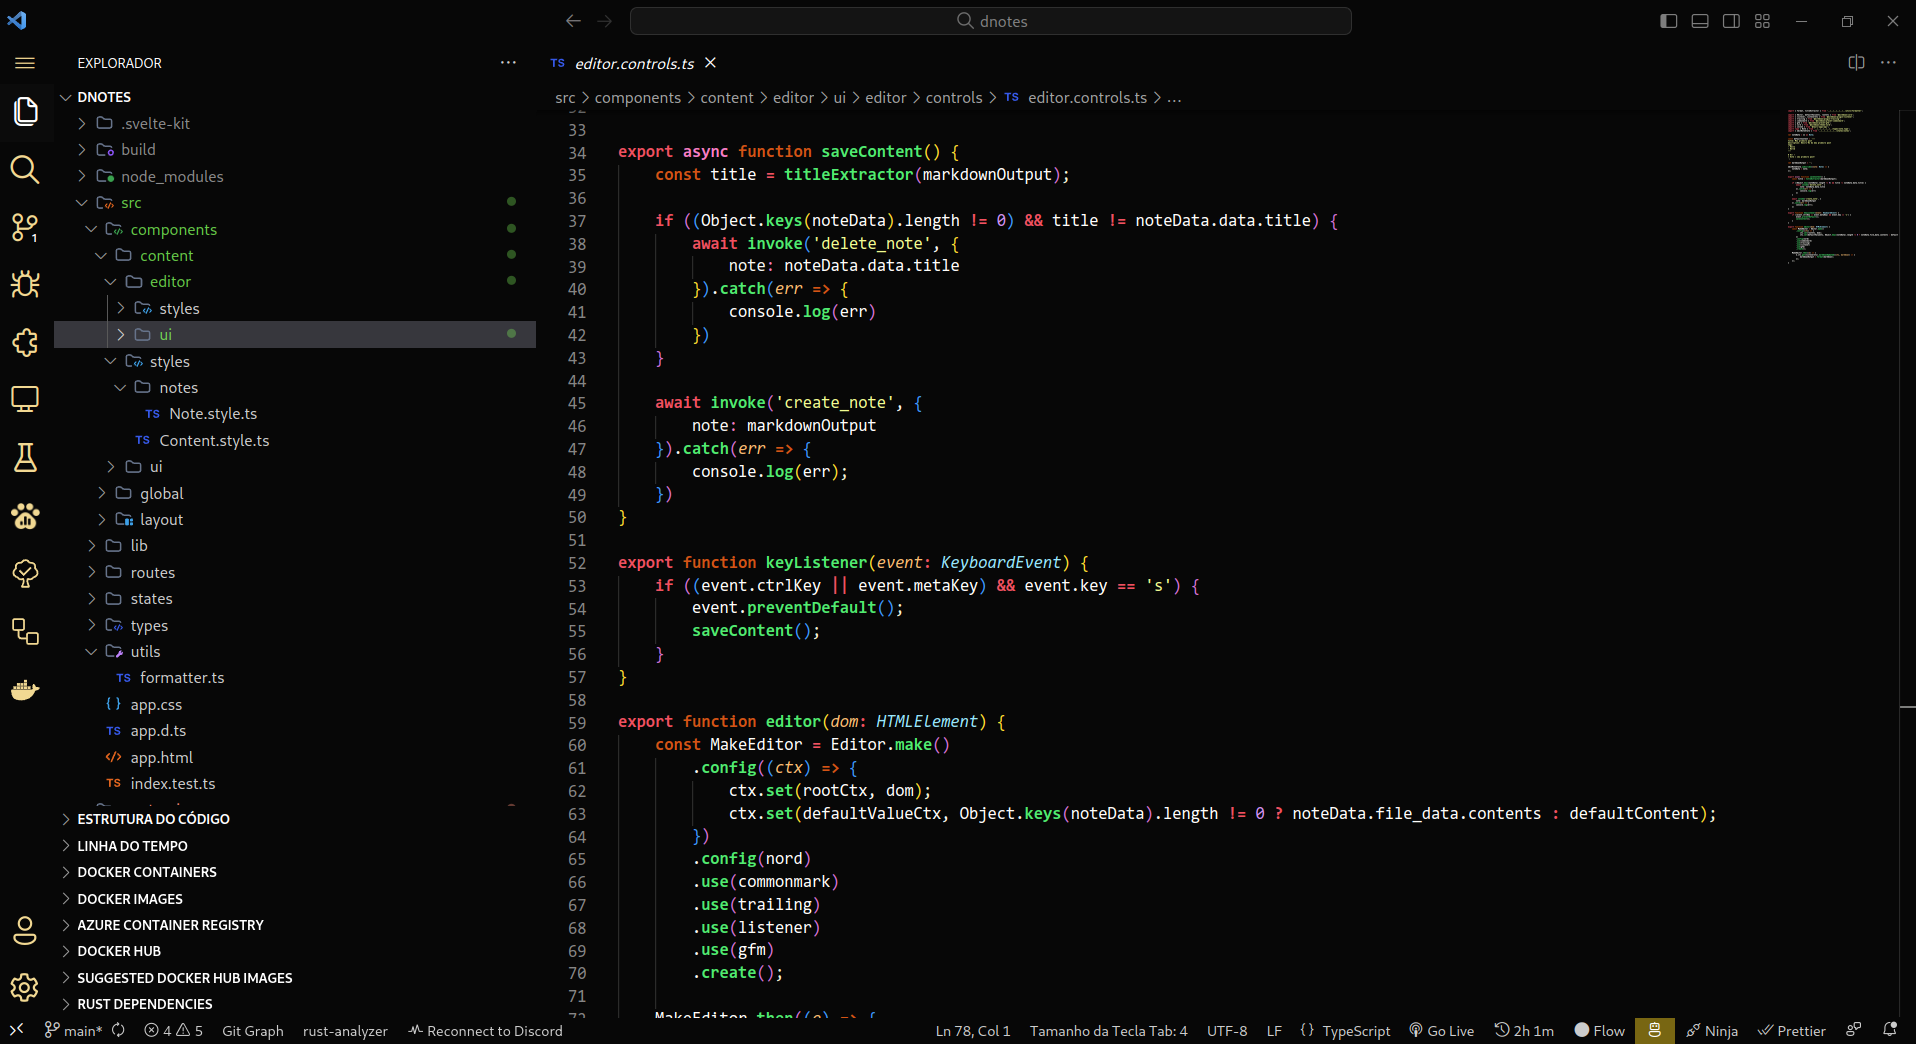 dnotes
EXPLORADOR
DNOTES
.svelte-kit
build
node_modules
src
components
content
editor
styles
ui
styles
notes
TS Note.style.ts
TS Content.style.ts
ui
global
layout
lib
routes
states
types
utils
TS formatter.ts
{} app.css
TS app.d.ts
</> app.html
TS index.test.ts
ESTRUTURA DO CÓDIGO
LINHA DO TEMPO
DOCKER CONTAINERS
DOCKER IMAGES
AZURE CONTAINER REGISTRY
DOCKER HUB
SUGGESTED DOCKER HUB IMAGES
RUST DEPENDENCIES
1
TS editor.controls.ts
src > components > content > editor > ui > editor > controls > TS editor.controls.ts > ...
33
34 export async function saveContent() {
35 const title = titleExtractor(markdownOutput);
36
37 if ((Object.keys(noteData).length != 0) && title != noteData.data.title) {
38 await invoke('delete_note', {
39 note: noteData.data.title
40 }).catch(err => {
41 console.log(err)
42 })
43 }
44
45 await invoke('create_note', {
46 note: markdownOutput
47 }).catch(err => {
48 console.log(err);
49 })
50 }
51
52 export function keyListener(event: KeyboardEvent) {
53 if ((event.ctrlKey || event.metaKey) && event.key == 's') {
54 event.preventDefault();
55 saveContent();
56 }
57 }
58
59 export function editor(dom: HTMLElement) {
60 const MakeEditor = Editor.make()
61 .config((ctx) => {
62 ctx.set(rootCtx, dom);
63 ctx.set(defaultValueCtx, Object.keys(noteData).length != 0 ? noteData.file_data.contents : defaultContent);
64 })
65 .config(nord)
66 .use(commonmark)
67 .use(trailing)
68 .use(listener)
69 .use(gfm)
70 .create();
71
72 MakeEditor.then((e) => {
main* 4 5 Git Graph rust-analyzer Reconnect to Discord Ln 78, Col 1 Tamanho da Tecla Tab: 4 UTF-8 LF {} TypeScript Go Live 2h 1m Flow Ninja Prettier